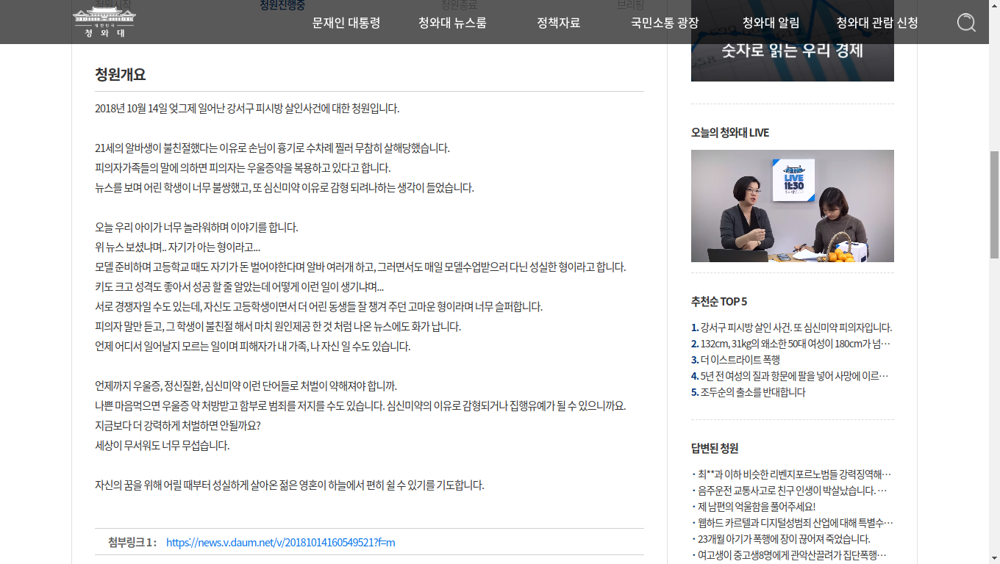 청원시작 청원진행중 청원종료 브리핑
대한민국
청와대
문재인 대통령 청와대 뉴스룸 정책자료 국민소통 광장 청와대 알림 청와대 관람 신청
청원개요
2018년 10월 14일 엊그제 일어난 강서구 피시방 살인사건에 대한 청원입니다.
21세의 알바생이 불친절했다는 이유로 손님이 흉기로 수차례 찔러 무참히 살해당했습니다.
피의자가족들의 말에 의하면 피의자는 우울증약을 복용하고 있다고 합니다.
뉴스를 보며 어린 학생이 너무 불쌍했고, 또 심신미약 이유로 감형 되려나하는 생각이 들었습니다.
오늘 우리 아이가 너무 놀라워하며 이야기를 합니다.
위 뉴스 보셨냐며.. 자기가 아는 형이라고...
모델 준비하며 고등학교 때도 자기가 돈 벌어야한다며 알바 여러개 하고, 그러면서도 매일 모델수업받으러 다닌 성실한 형이라고 합니다.
키도 크고 성격도 좋아서 성공 할 줄 알았는데 어떻게 이런 일이 생기냐며...
서로 경쟁자일 수도 있는데, 자신도 고등학생이면서 더 어린 동생들 잘 챙겨 주던 고마운 형이라며 너무 슬퍼합니다.
피의자 말만 듣고, 그 학생이 불친절 해서 마치 원인제공 한 것 처럼 나온 뉴스에도 화가 납니다.
언제 어디서 일어날지 모르는 일이며 피해자가 내 가족, 나 자신 일 수도 있습니다.
언제까지 우울증, 정신질환, 심신미약 이런 단어들로 처벌이 약해져야 합니까.
나쁜 마음먹으면 우울증 약 처방받고 함부로 범죄를 저지를 수도 있습니다. 심신미약의 이유로 감형되거나 집행유예가 될 수 있으니까요.
지금보다 더 강력하게 처벌하면 안될까요?
세상이 무서워도 너무 무섭습니다.
자신의 꿈을 위해 어릴 때부터 성실하게 살아온 젊은 영혼이 하늘에서 편히 쉴 수 있기를 기도합니다.
첨부링크 1 : https://news.v.daum.net/v/20181014160549521?f=m
숫자로 읽는 우리 경제
오늘의 청와대 LIVE
LIVE
11:30
추천순 TOP 5
1. 강서구 피시방 살인 사건. 또 심신미약 피의자입니다.
2. 132cm, 31kg의 왜소한 50대 여성이 180cm가 넘…
3. 더 이스트라이트 폭행
4. 5년 전 여성의 질과 항문에 팔을 넣어 사망에 이르…
5. 조두순의 출소를 반대합니다
답변된 청원
· 최**과 이하 비슷한 리벤지포르노범들 강력징역해…
· 음주운전 교통사고로 친구 인생이 박살났습니다. …
· 제 남편의 억울함을 풀어주세요!
· 웹하드 카르텔과 디지털성범죄 산업에 대해 특별수…
· 23개월 아기가 폭행에 장이 끊어져 죽었습니다.
· 여고생이 중고생8명에게 관악산끌려가 집단폭행…